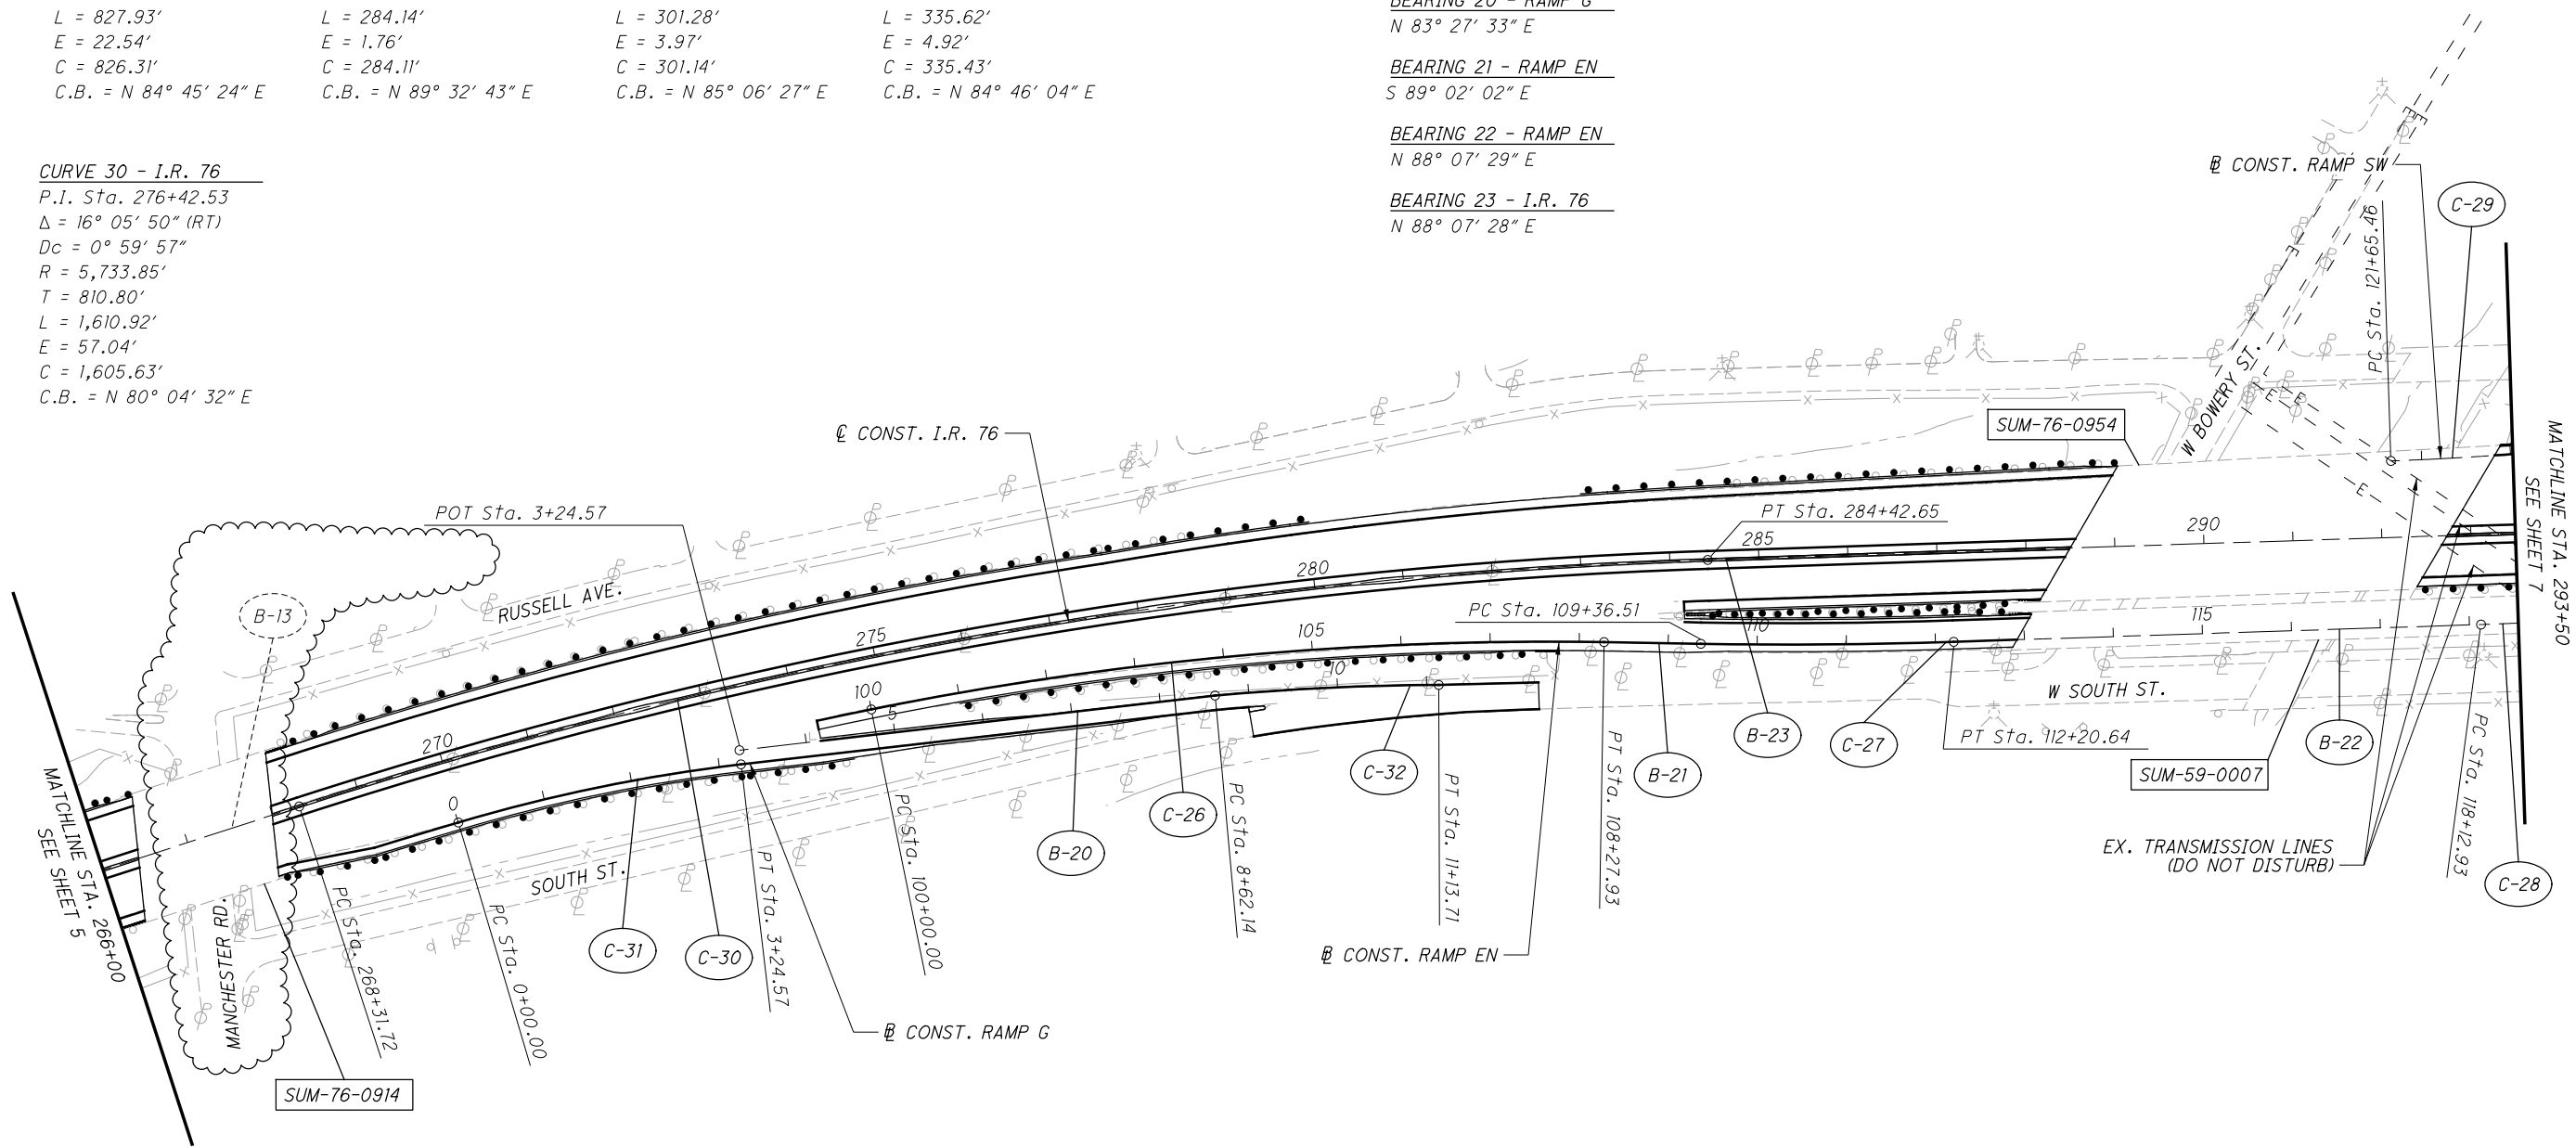 L = 827.93'
E = 22.54'
C = 826.31'
C.B. = N 84° 45' 24" E
L = 284.14'
E = 1.76'
C = 284.11'
C.B. = N 89° 32' 43" E
L = 301.28'
E = 3.97'
C = 301.14'
C.B. = N 85° 06' 27" E
L = 335.62'
E = 4.92'
C = 335.43'
C.B. = N 84° 46' 04" E
BEARING 20 - RAMP G
N 83° 27' 33" E
BEARING 21 - RAMP EN
S 89° 02' 02" E
BEARING 22 - RAMP EN
N 88° 07' 29" E
BEARING 23 - I.R. 76
N 88° 07' 28" E
CURVE 30 - I.R. 76
P.I. Sta. 276+42.53
Δ = 16° 05' 50" (RT)
Dc = 0° 59' 57"
R = 5,733.85'
T = 810.80'
L = 1,610.92'
E = 57.04'
C = 1,605.63'
C.B. = N 80° 04' 32" E
℄ CONST. RAMP SW
C-29
PC Sta. 121+65.46
W BOWERY ST.
SUM-76-0954
MATCHLINE STA. 293+50
SEE SHEET 7
℄ CONST. I.R. 76
POT Sta. 3+24.57
PT Sta. 284+42.65
290
285
280
275
270
RUSSELL AVE.
B-13
PC Sta. 109+36.51
115
110
105
100
10
5
0
W SOUTH ST.
PT Sta. 112+20.64
B-23
C-27
B-22
B-21
C-32
C-26
B-20
SUM-59-0007
PC Sta. 118+12.93
C-28
EX. TRANSMISSION LINES
(DO NOT DISTURB)
MATCHLINE STA. 266+00
SEE SHEET 5
MANCHESTER RD.
SOUTH ST.
PC Sta. 268+31.72
PC Sta. 0+00.00
C-31
C-30
PT Sta. 3+24.57
PC Sta. 100+00.00
PC Sta. 8+62.14
PT Sta. 11+13.71
PT Sta. 108+27.93
℄ CONST. RAMP EN
℄ CONST. RAMP G
SUM-76-0914
E
E
E
E
E
E
E